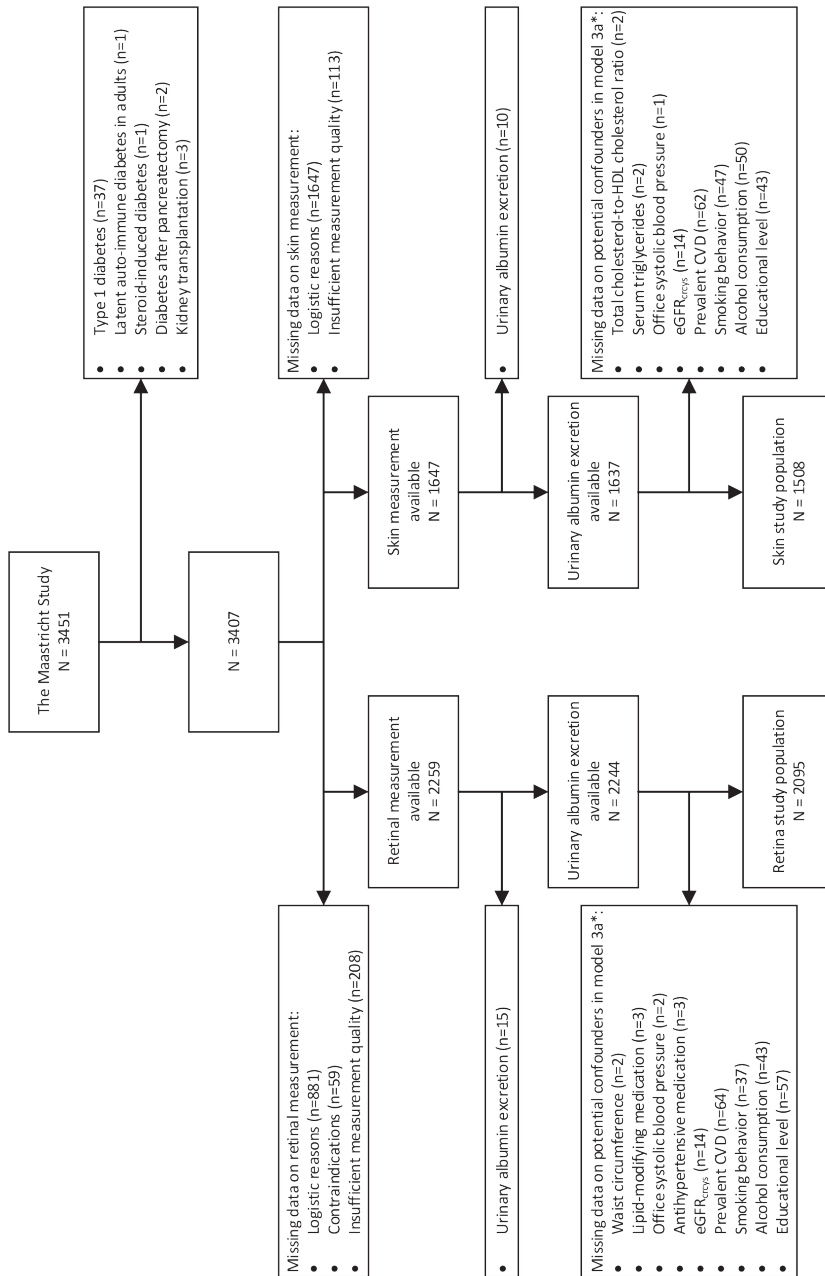 The Maastricht Study
N = 3451
• Type 1 diabetes (n=37)
• Latent auto-immune diabetes in adults (n=1)
• Steroid-induced diabetes (n=1)
• Diabetes after pancreatectomy (n=2)
• Kidney transplantation (n=3)
N = 3407
Missing data on retinal measurement:
• Logistic reasons (n=881)
• Contraindications (n=59)
• Insufficient measurement quality (n=208)
Missing data on skin measurement:
• Logistic reasons (n=1647)
• Insufficient measurement quality (n=113)
Retinal measurement
available
N = 2259
Skin measurement
available
N = 1647
• Urinary albumin excretion (n=15)
• Urinary albumin excretion (n=10)
Urinary albumin excretion
available
N = 2244
Urinary albumin excretion
available
N = 1637
Missing data on potential confounders in model 3a*:
• Waist circumference (n=2)
• Lipid-modifying medication (n=3)
• Office systolic blood pressure (n=2)
• Antihypertensive medication (n=3)
• eGFRcrcys (n=14)
• Prevalent CVD (n=64)
• Smoking behavior (n=37)
• Alcohol consumption (n=43)
• Educational level (n=57)
Missing data on potential confounders in model 3a*:
• Total cholesterol-to-HDL cholesterol ratio (n=2)
• Serum triglycerides (n=2)
• Office systolic blood pressure (n=1)
• eGFRcrcys (n=14)
• Prevalent CVD (n=62)
• Smoking behavior (n=47)
• Alcohol consumption (n=50)
• Educational level (n=43)
Retina study population
N = 2095
Skin study population
N = 1508